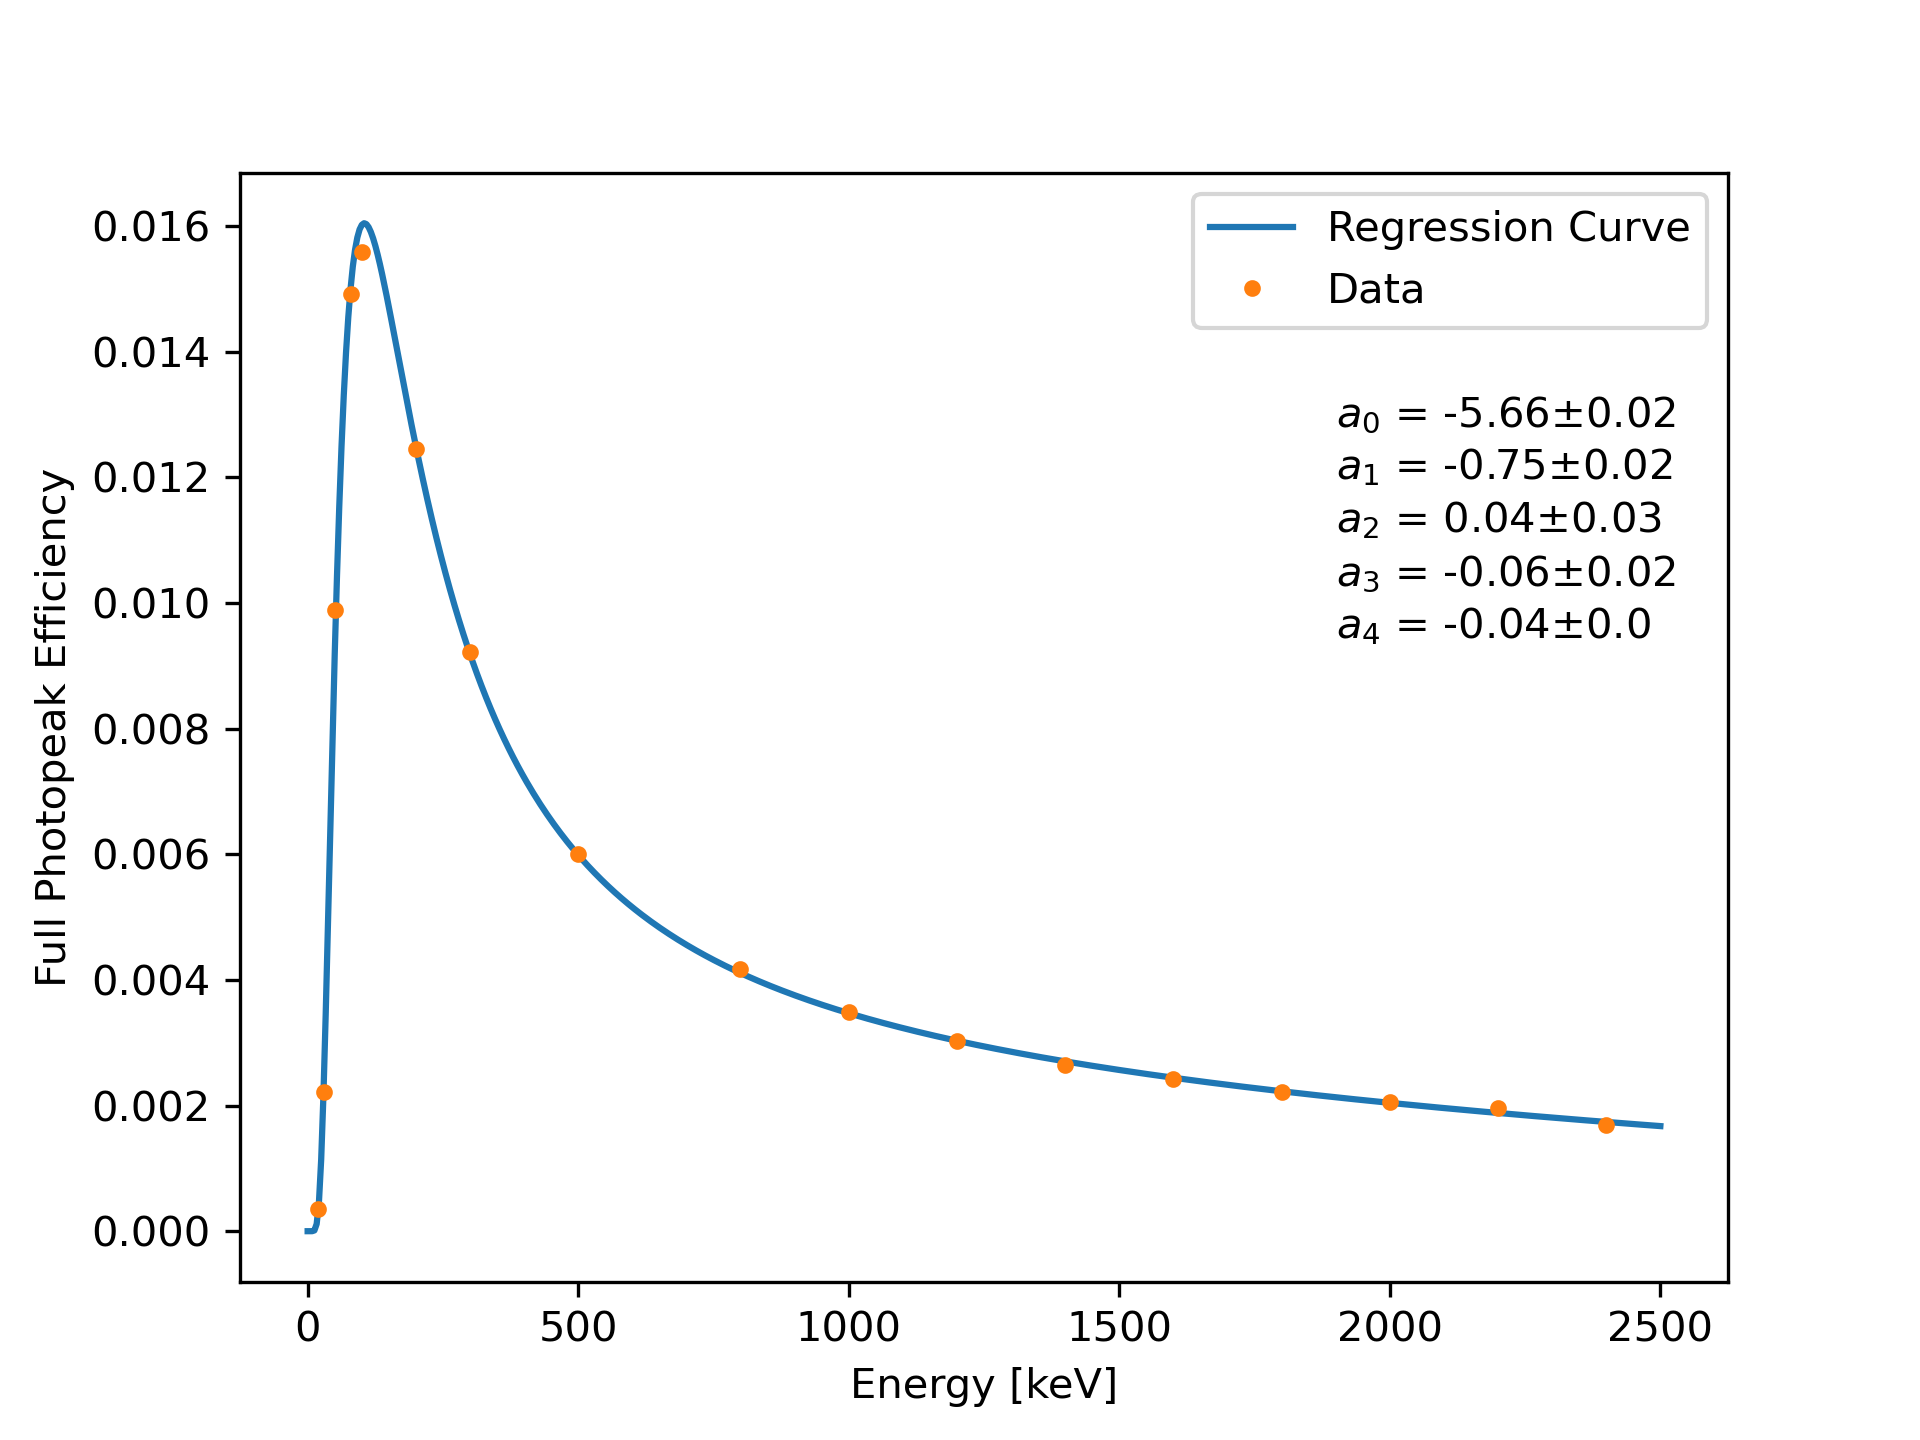 Regression Curve
Data
a0 = -5.66±0.02
a1 = -0.75±0.02
a2 = 0.04±0.03
a3 = -0.06±0.02
a4 = -0.04±0.0
0.016
0.014
0.012
0.010
0.008
0.006
0.004
0.002
0.000
Full Photopeak Efficiency
0 500 1000 1500 2000 2500
Energy [keV]